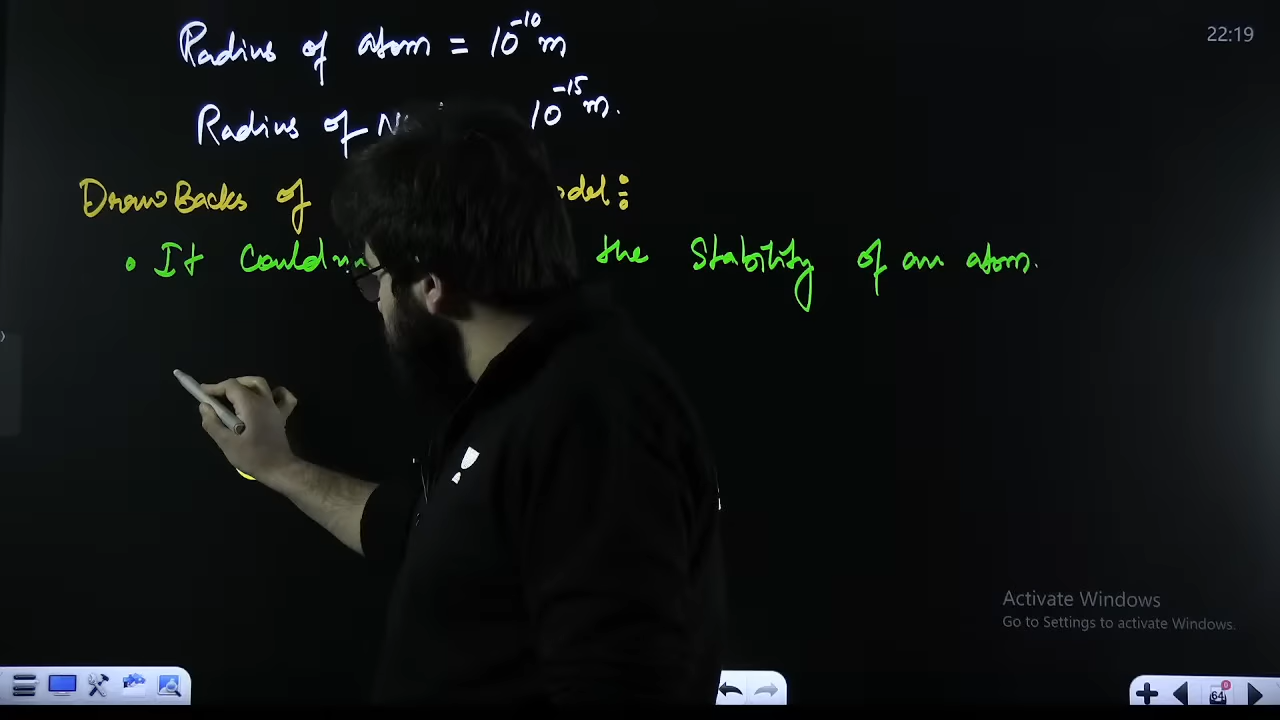 22:19
Radius of atom = 10⁻¹⁰ m
Radius of 10⁻¹⁵ m.
DrawBacks of
• It the Stability of an atom.
Activate Windows
Go to Settings to activate Windows.
64